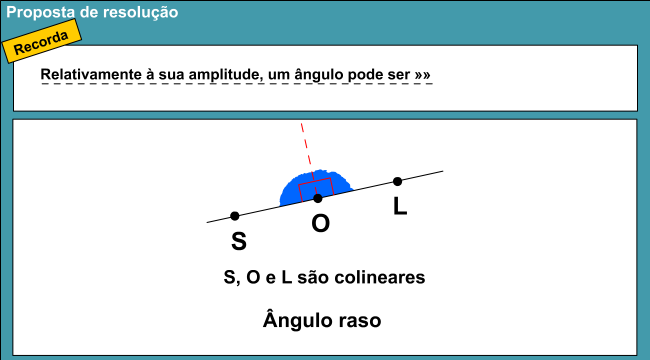 Proposta de resolução
Recorda
Relativamente à sua amplitude, um ângulo pode ser »»
S
O
L
S, O e L são colineares
Ângulo raso